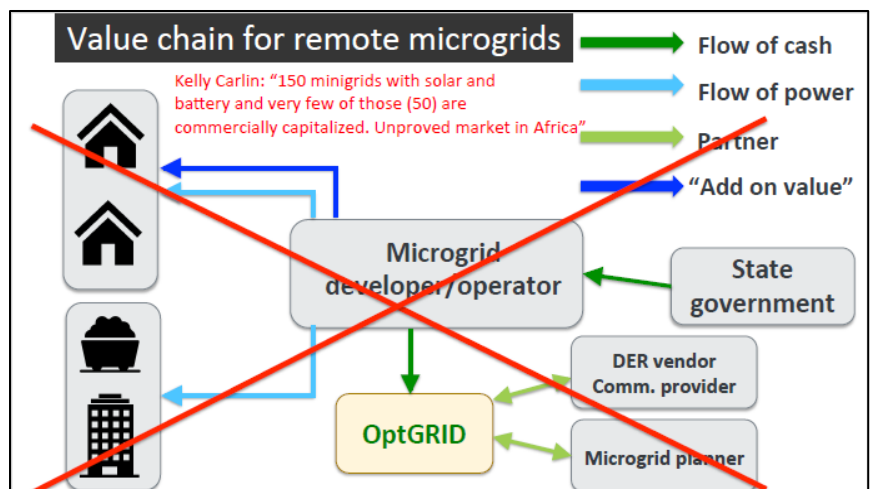 Value chain for remote microgrids
Kelly Carlin: “150 minigrids with solar and
battery and very few of those (50) are
commercially capitalized. Unproved market in Africa”
Flow of cash
Flow of power
Partner
“Add on value”
Microgrid
developer/operator
State
government
DER vendor
Comm. provider
OptGRID
Microgrid planner